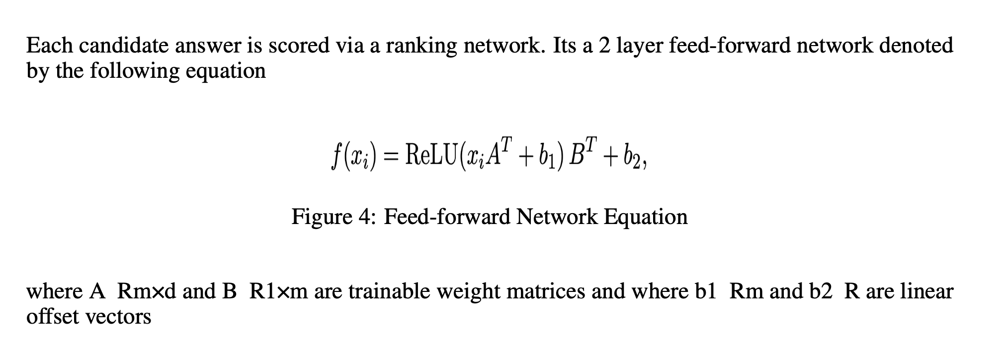 Each candidate answer is scored via a ranking network. Its a 2 layer feed-forward network denoted
by the following equation
f(x_i) = ReLU(x_i A^T + b_1) B^T + b_2,
Figure 4: Feed-forward Network Equation
where A  Rm×d and B  R1×m are trainable weight matrices and where b1  Rm and b2  R are linear
offset vectors